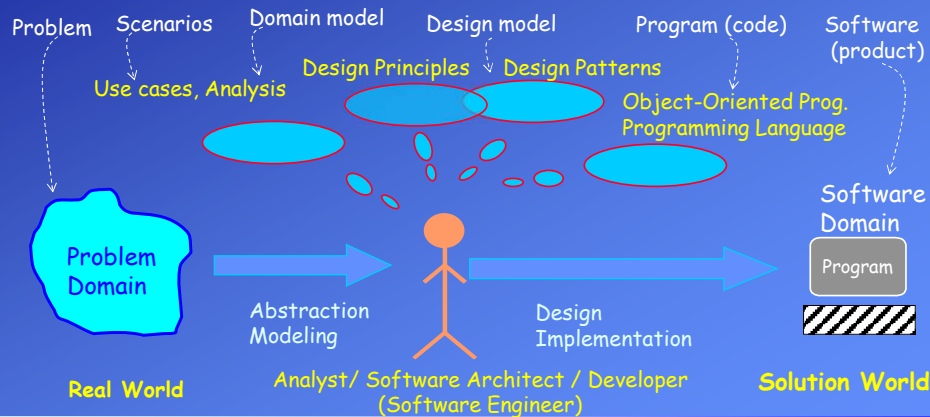 Problem
Scenarios
Domain model
Design model
Program (code)
Software
(product)
Use cases, Analysis
Design Principles
Design Patterns
Object-Oriented Prog.
Programming Language
Problem
Domain
Software
Domain
Program
Abstraction
Modeling
Design
Implementation
Real World
Analyst/ Software Architect / Developer
(Software Engineer)
Solution World